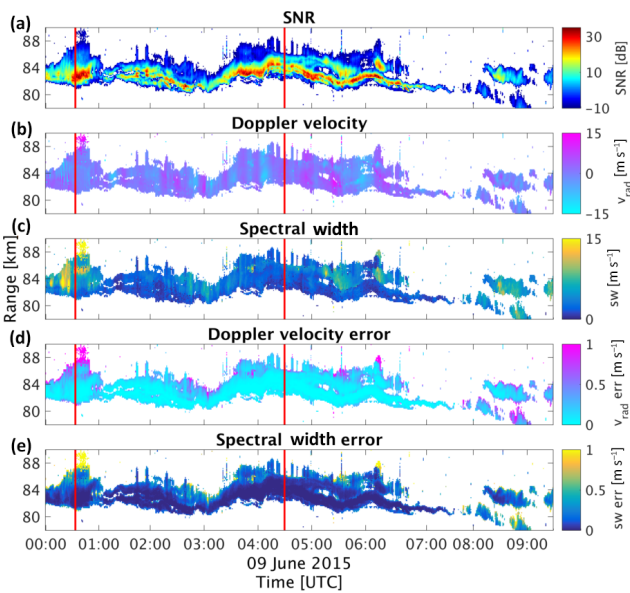 (a) SNR
88
84
80
30
10
−10
SNR [dB]
(b) Doppler velocity
88
84
80
15
0
−15
v_rad [m s⁻¹]
(c) Spectral width
88
84
80
15
0
sw [m s⁻¹]
Range [km]
(d) Doppler velocity error
88
84
80
1
0.5
0
v_rad err [m s⁻¹]
(e) Spectral width error
88
84
80
1
0.5
0
sw err [m s⁻¹]
00:00 01:00 02:00 03:00 04:00 05:00 06:00 07:00 08:00 09:00
09 June 2015
Time [UTC]